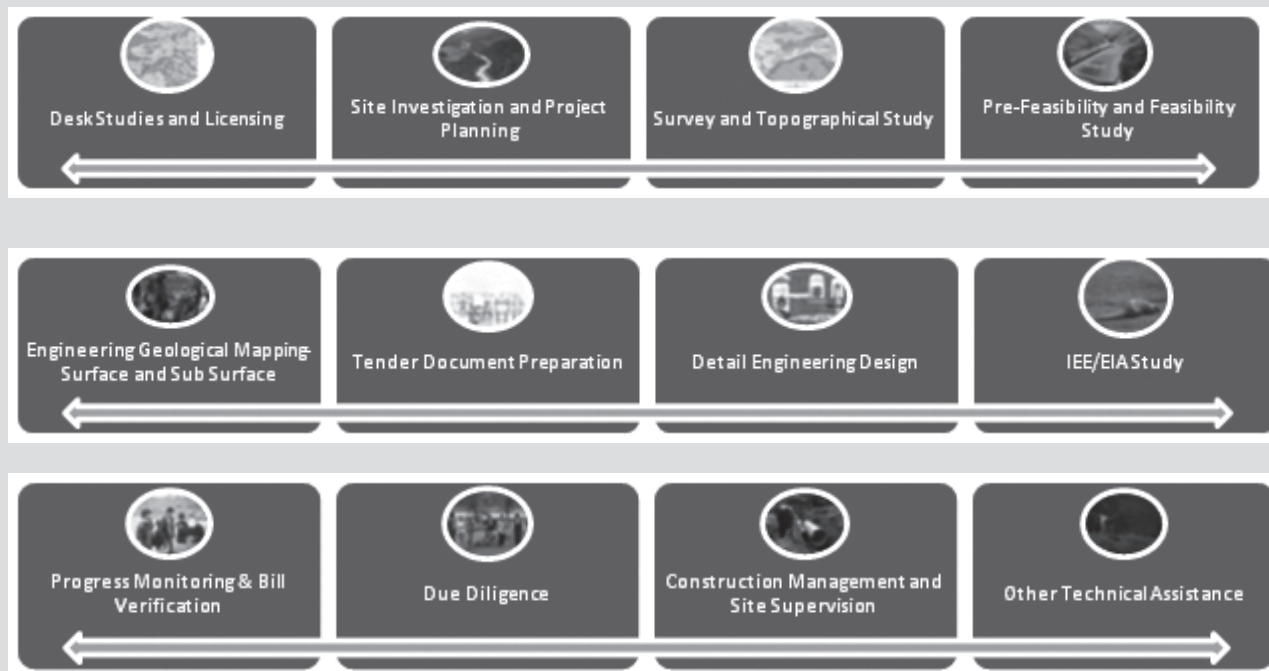 Desk Studies and Licensing
Site Investigation and Project
Planning
Survey and Topographical Study
Pre-Feasibility and Feasibility
Study
Engineering Geological Mapping-
Surface and Sub Surface
Tender Document Preparation
Detail Engineering Design
IEE/EIA Study
Progress Monitoring & Bill
Verification
Due Diligence
Construction Management and
Site Supervision
Other Technical Assistance